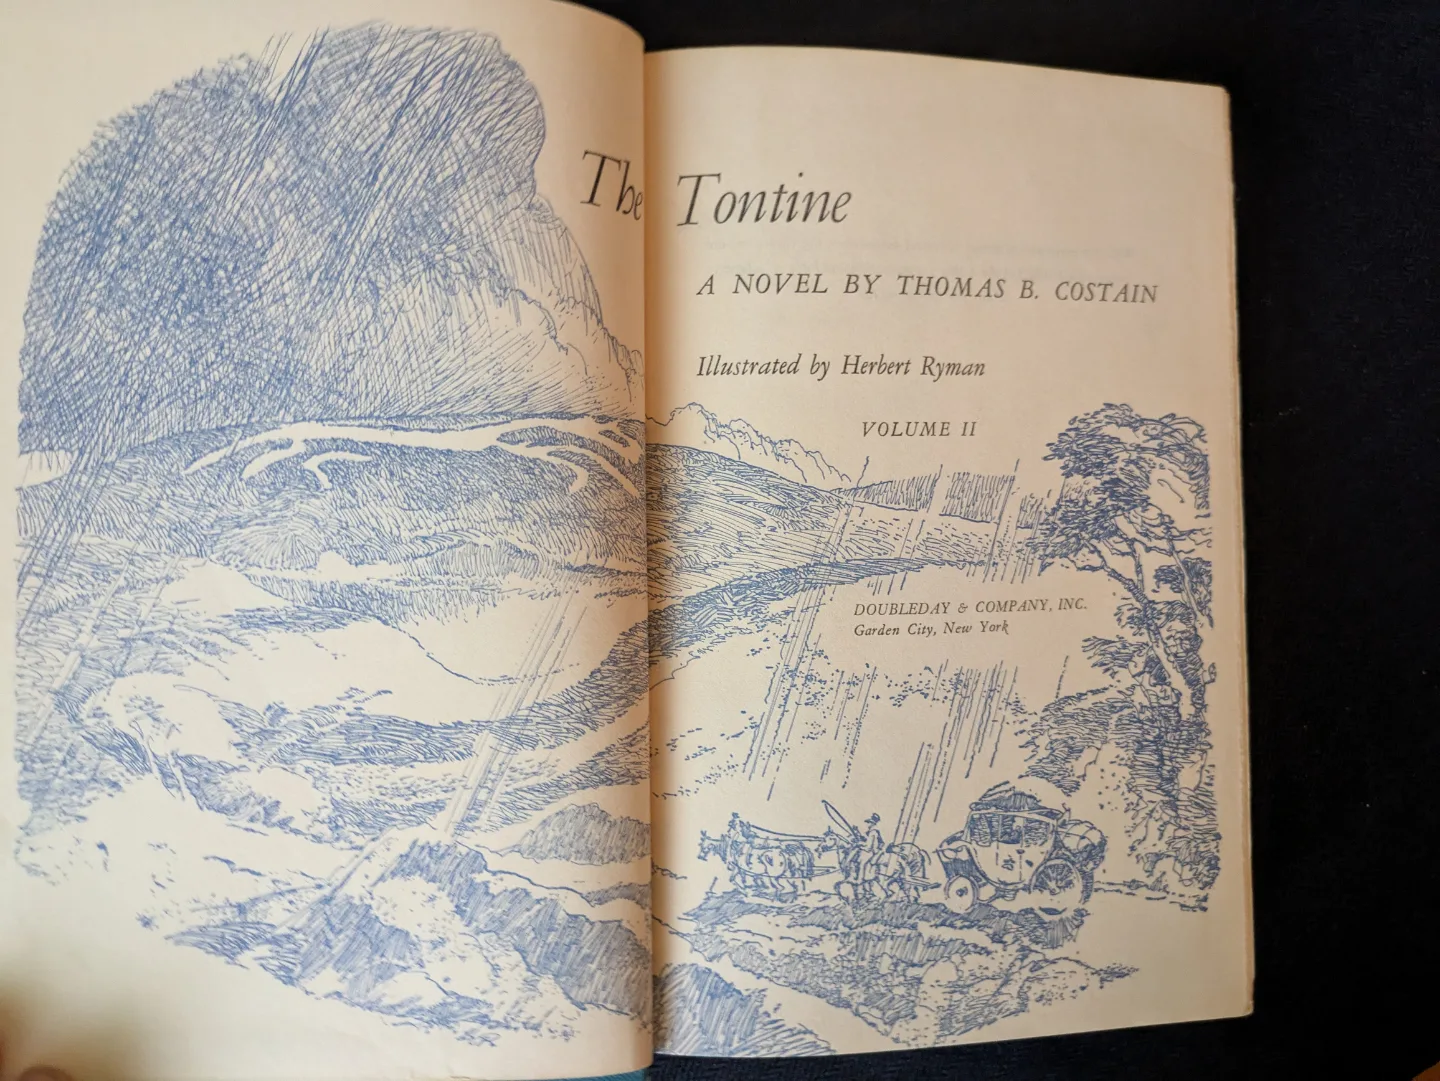 The Tontine
A NOVEL BY THOMAS B. COSTAIN
Illustrated by Herbert Ryman
VOLUME II
DOUBLEDAY & COMPANY, INC.
Garden City, New York